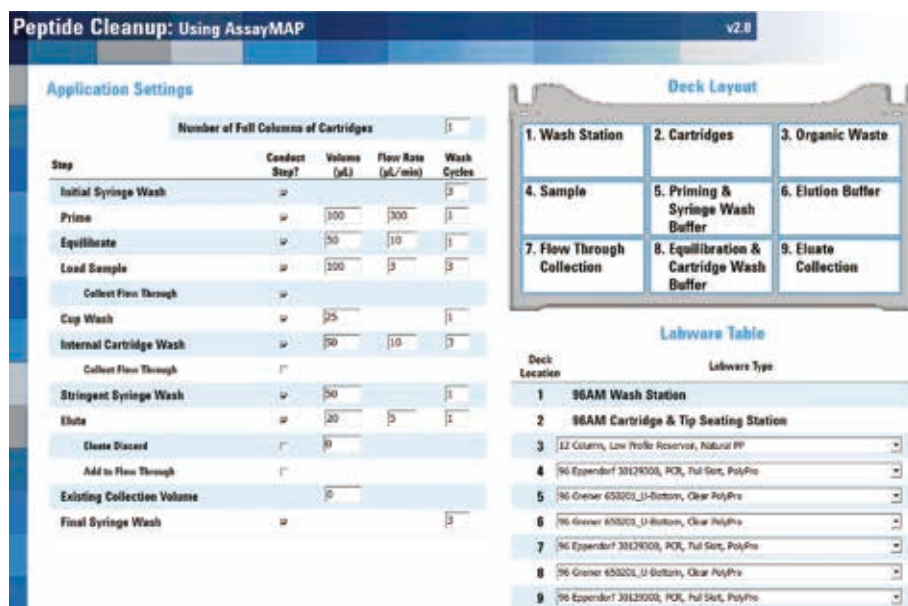 Peptide Cleanup: Using AssayMAP
v2.0
Application Settings
Number of Full Columns of Cartridges 1
Step
Conduct Step?
Volume (µL)
Flow Rate (µL/min)
Wash Cycles
Initial Syringe Wash 3
Prime 100 300 1
Equilibrate 50 10 1
Load Sample 100 3 3
Collect Flow Through
Cup Wash 25 1
Internal Cartridge Wash 50 10 3
Collect Flow Through
Stringent Syringe Wash 50 1
Elute 20 5 1
Eluate Discard 0
Add to Flow Through
Existing Collection Volume 0
Final Syringe Wash 3
Deck Layout
1. Wash Station
2. Cartridges
3. Organic Waste
4. Sample
5. Priming &
Syringe Wash
Buffer
6. Elution Buffer
7. Flow Through
Collection
8. Equilibration &
Cartridge Wash
Buffer
9. Eluate
Collection
Labware Table
Deck
Location
Labware Type
1 96AM Wash Station
2 96AM Cartridge & Tip Seating Station
3 12 Column, Low Profile Reservoir, Natural PP
4 96 Eppendorf 30129300, PCR, Full Skirt, PolyPro
5 96 Greiner 650201_U-Bottom, Clear PolyPro
6 96 Greiner 650201_U-Bottom, Clear PolyPro
7 96 Eppendorf 30129300, PCR, Full Skirt, PolyPro
8 96 Greiner 650201_U-Bottom, Clear PolyPro
9 96 Eppendorf 30129300, PCR, Full Skirt, PolyPro